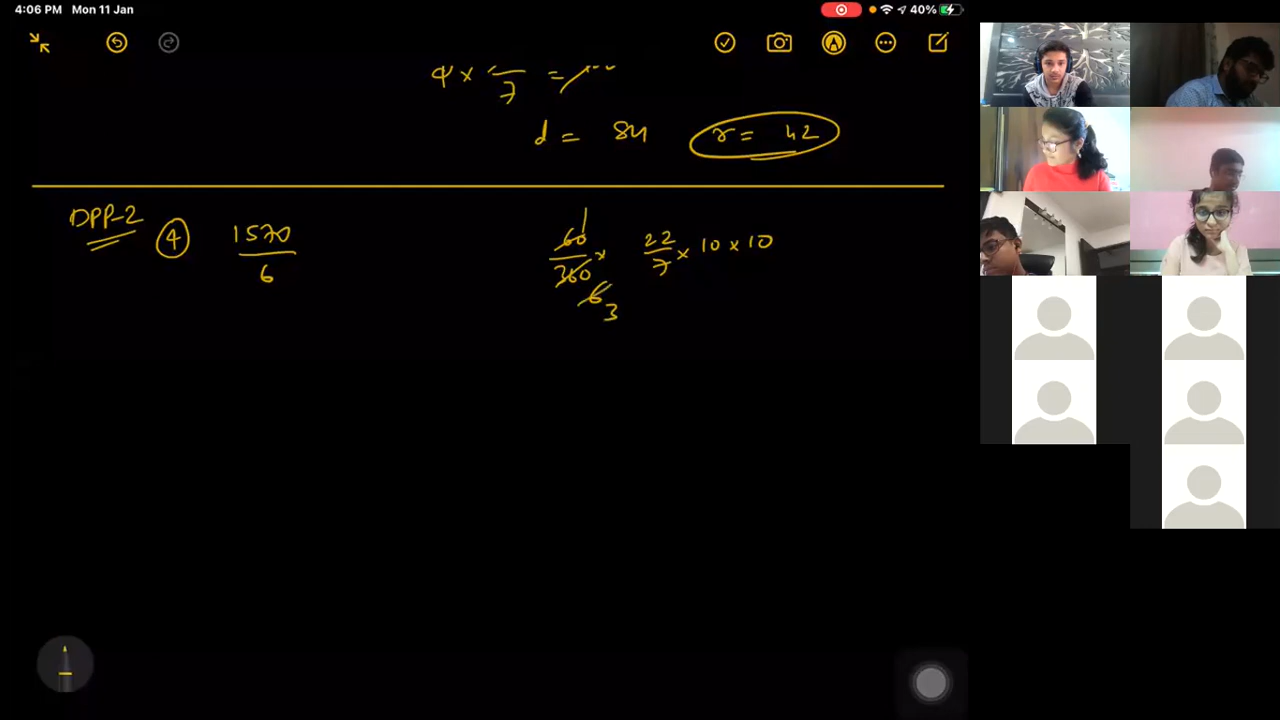 4:06 PM Mon 11 Jan 40%
d = 84 r = 42
DPP-2 4 1570/6 60/360 × 22/7 × 10 × 10
1
6
3